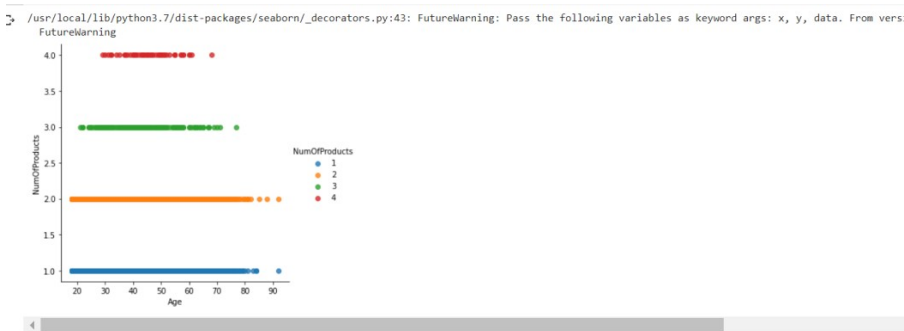 /usr/local/lib/python3.7/dist-packages/seaborn/_decorators.py:43: FutureWarning: Pass the following variables as keyword args: x, y, data. From vers
FutureWarning
4.0
3.5
3.0
2.5
2.0
1.5
1.0
NumOfProducts
20 30 40 50 60 70 80 90
Age
NumOfProducts
1
2
3
4